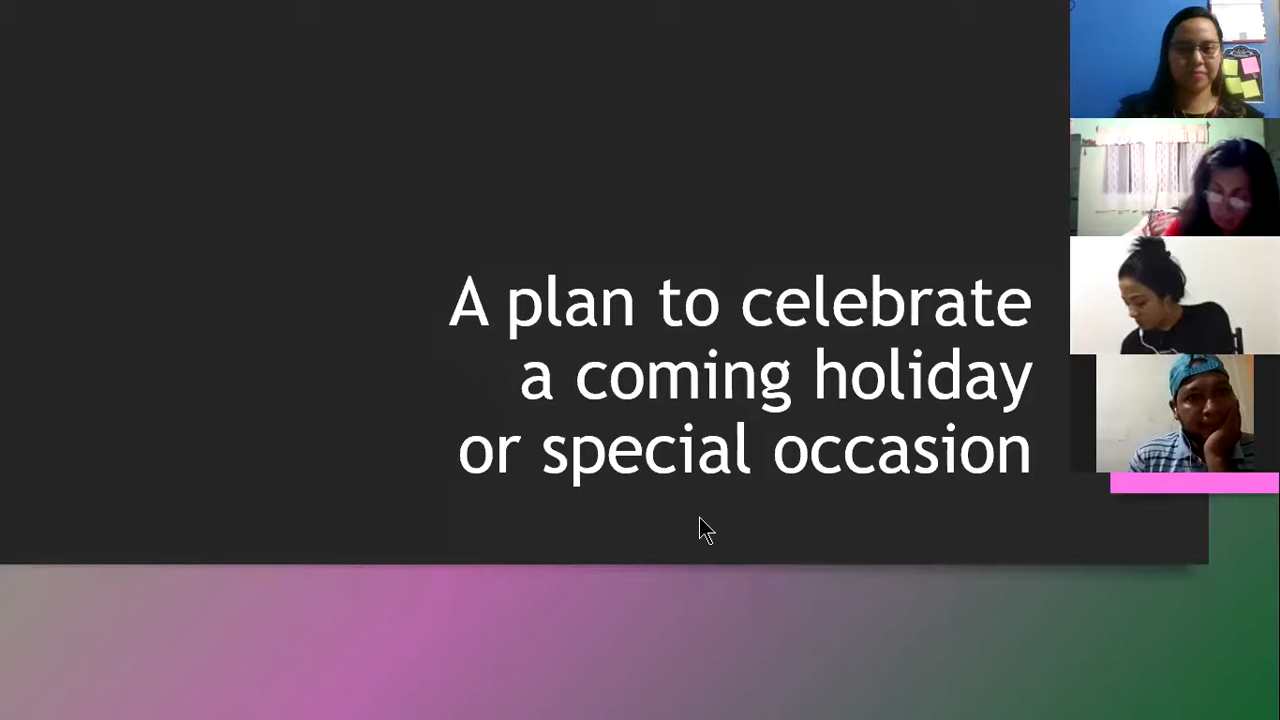 A plan to celebrate
a coming holiday
or special occasion